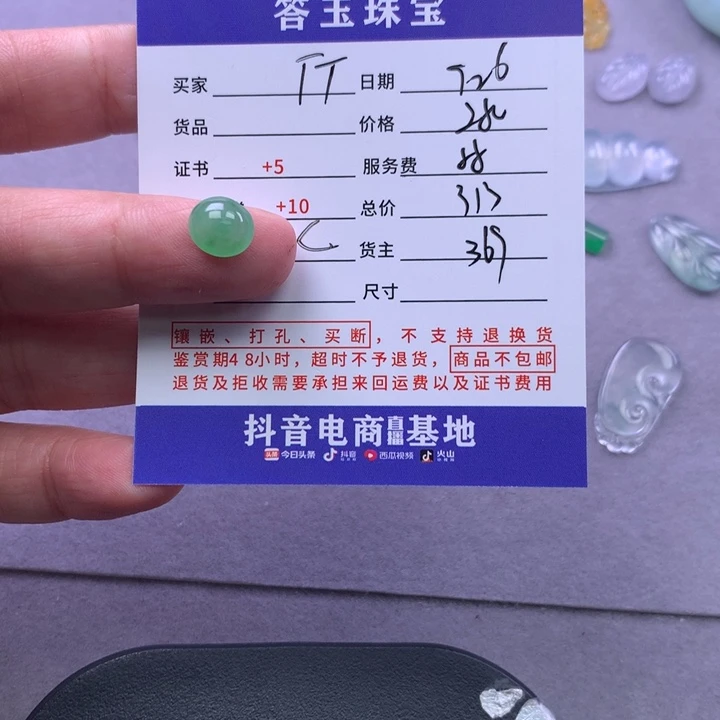 答玉珠宝
买家 TT 日期 7.26
货品 价格
证书 +5 服务费
+10 总价 313
C 货主 369
尺寸
镶嵌、打孔、买断，不支持退换货
鉴赏期48小时，超时不予退货，商品不包邮
退货及拒收需要承担来回运费以及证书费用
抖音电商直播基地
头条 今日头条 抖音 西瓜视频 火山